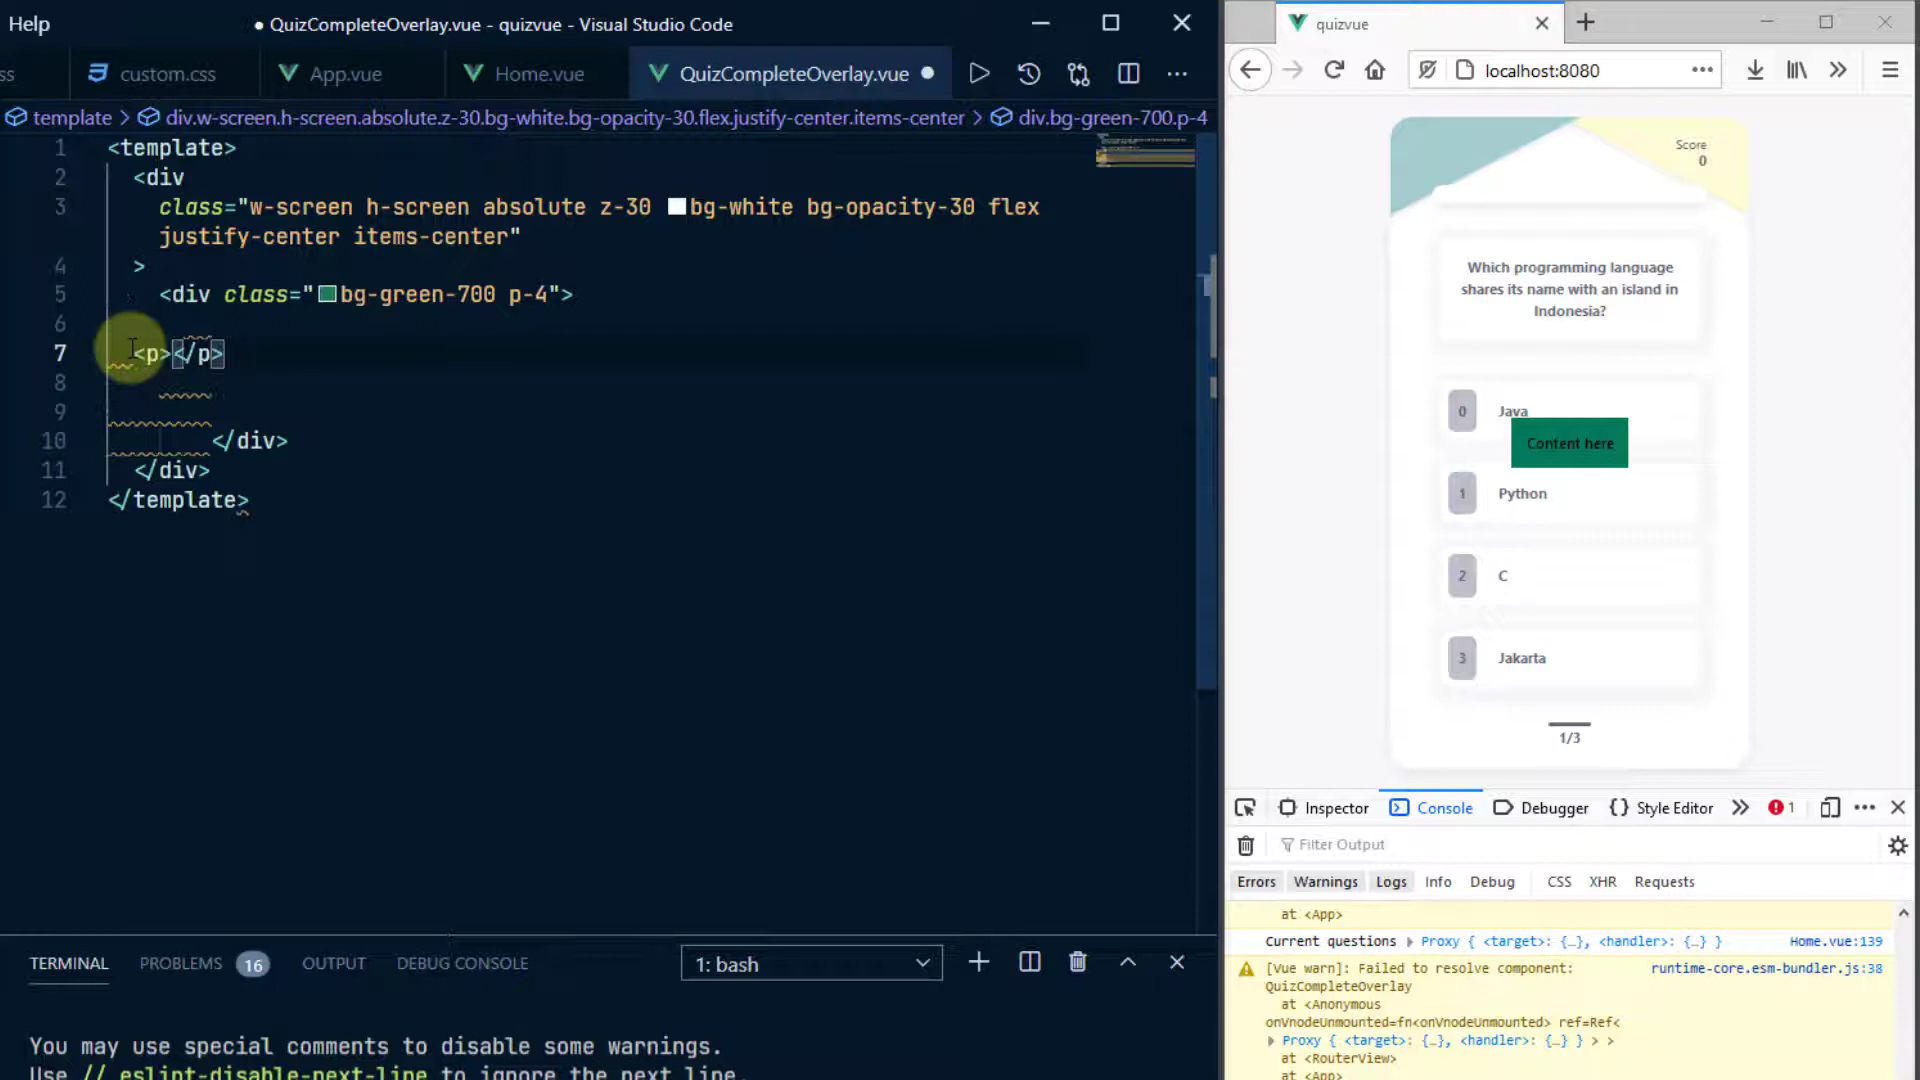 Help
● QuizCompleteOverlay.vue - quizvue - Visual Studio Code
ss
custom.css
App.vue
Home.vue
QuizCompleteOverlay.vue
template > div.w-screen.h-screen.absolute.z-30.bg-white.bg-opacity-30.flex.justify-center.items-center > div.bg-green-700.p-4
1 <template>
2 <div
3 class="w-screen h-screen absolute z-30 bg-white bg-opacity-30 flex
justify-center items-center"
4 >
5 <div class="bg-green-700 p-4">
6
7 <p></p>
8
9
10 </div>
11 </div>
12 </template>
TERMINAL
PROBLEMS 16
OUTPUT
DEBUG CONSOLE
1: bash
You may use special comments to disable some warnings.
Use // eslint-disable-next-line to ignore the next line.
quizvue
localhost:8080
Score
0
Which programming language
shares its name with an island in
Indonesia?
0 Java
Content here
1 Python
2 C
3 Jakarta
1/3
Inspector
Console
Debugger
{} Style Editor
1
Filter Output
Errors
Warnings
Logs
Info
Debug
CSS
XHR
Requests
at <App>
Current questions ▶ Proxy { <target>: {…}, <handler>: {…} } Home.vue:139
[Vue warn]: Failed to resolve component: runtime-core.esm-bundler.js:38
QuizCompleteOverlay
at <Anonymous
onVnodeUnmounted=fn<onVnodeUnmounted> ref=Ref<
▶ Proxy { <target>: {…}, <handler>: {…} } > >
at <RouterView>
at <App>